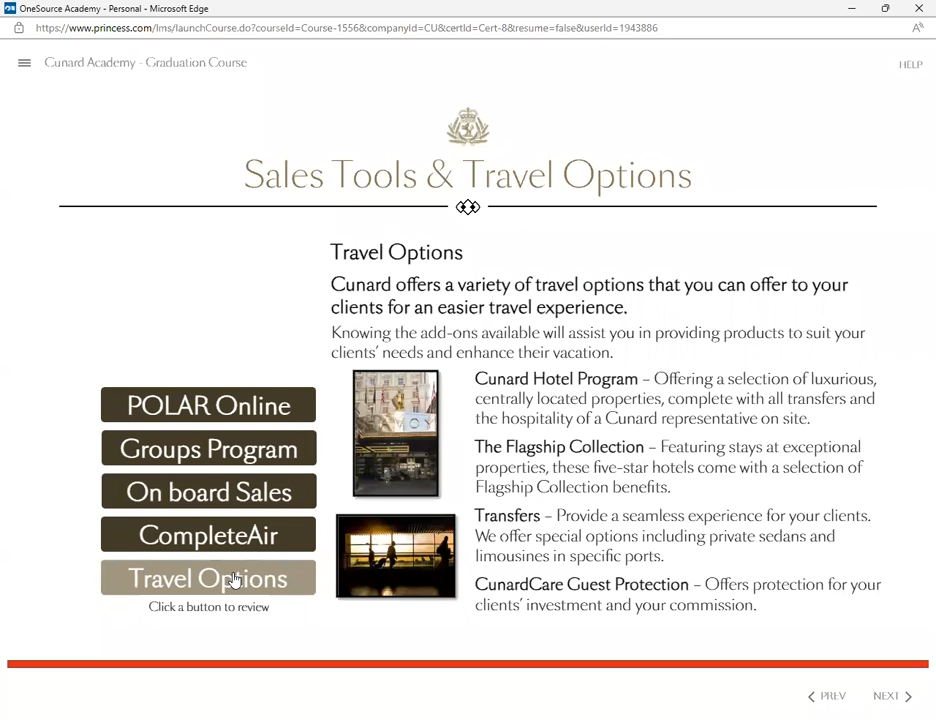 OneSource Academy - Personal - Microsoft Edge
https://www.princess.com/lms/launchCourse.do?courseId=Course-1556&companyId=CU&certId=Cert-8&resume=false&userId=1943886
Cunard Academy - Graduation Course
HELP
Sales Tools & Travel Options
Travel Options
Cunard offers a variety of travel options that you can offer to your
clients for an easier travel experience.
Knowing the add-ons available will assist you in providing products to suit your
clients' needs and enhance their vacation.
POLAR Online
Groups Program
On board Sales
CompleteAir
Travel Options
Click a button to review
Cunard Hotel Program – Offering a selection of luxurious,
centrally located properties, complete with all transfers and
the hospitality of a Cunard representative on site.
The Flagship Collection – Featuring stays at exceptional
properties, these five-star hotels come with a selection of
Flagship Collection benefits.
Transfers – Provide a seamless experience for your clients.
We offer special options including private sedans and
limousines in specific ports.
CunardCare Guest Protection – Offers protection for your
clients' investment and your commission.
PREV
NEXT